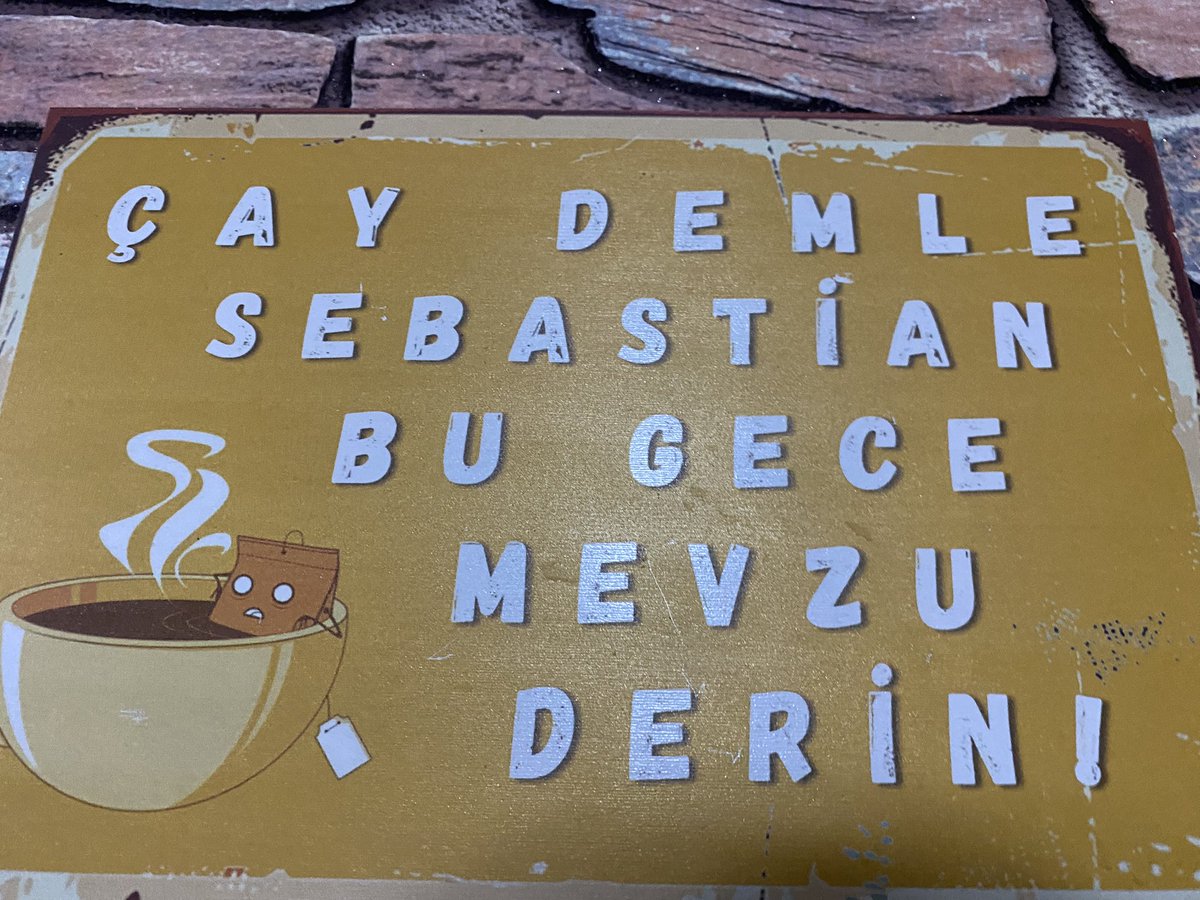 ÇAY DEMLE
SEBASTİAN
BU GECE
MEVZU
DERİN!